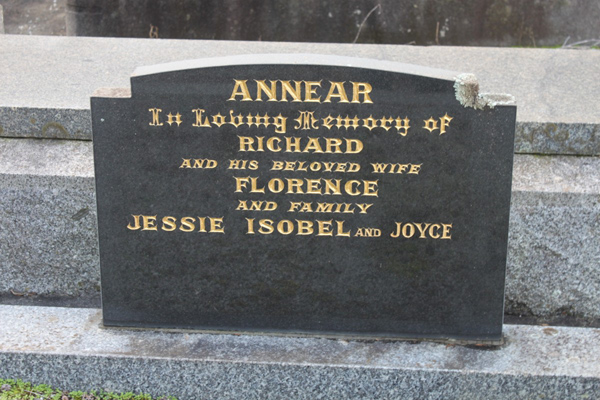 ANNEAR
In Loving Memory of
RICHARD
AND HIS BELOVED WIFE
FLORENCE
AND FAMILY
JESSIE ISOBEL AND JOYCE